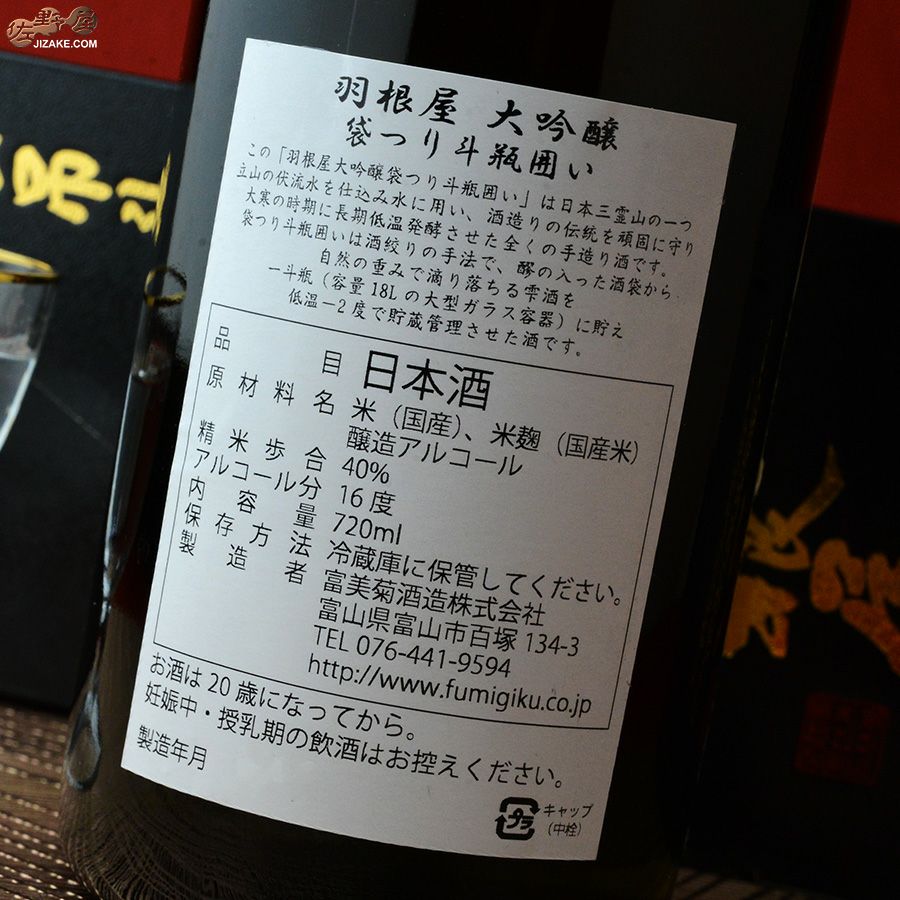 佐野屋
JIZAKE.COM
羽根屋 大吟醸
袋つり斗瓶囲い
この「羽根屋大吟醸袋つり斗瓶囲い」は日本三霊山の一つ
立山の伏流水を仕込み水に用い、酒造りの伝統を頑固に守り
大寒の時期に長期低温発酵させた全くの手造り酒です。
袋つり斗瓶囲いは酒絞りの手法で、醪の入った酒袋から
自然の重みで滴り落ちる雫酒を
一斗瓶（容量18Lの大型ガラス容器）に貯え
低温－2度で貯蔵管理させた酒です。
品目 日本酒
原材料名 米（国産）、米麹（国産米）
醸造アルコール
精米歩合 40%
アルコール分 16度
内容量 720ml
保存方法 冷蔵庫に保管してください。
製造者 富美菊酒造株式会社
富山県富山市百塚 134-3
TEL 076-441-9594
http://www.fumigiku.co.jp
お酒は20歳になってから。
妊娠中・授乳期の飲酒はお控えください。
製造年月
プラ
キャップ
（中栓）